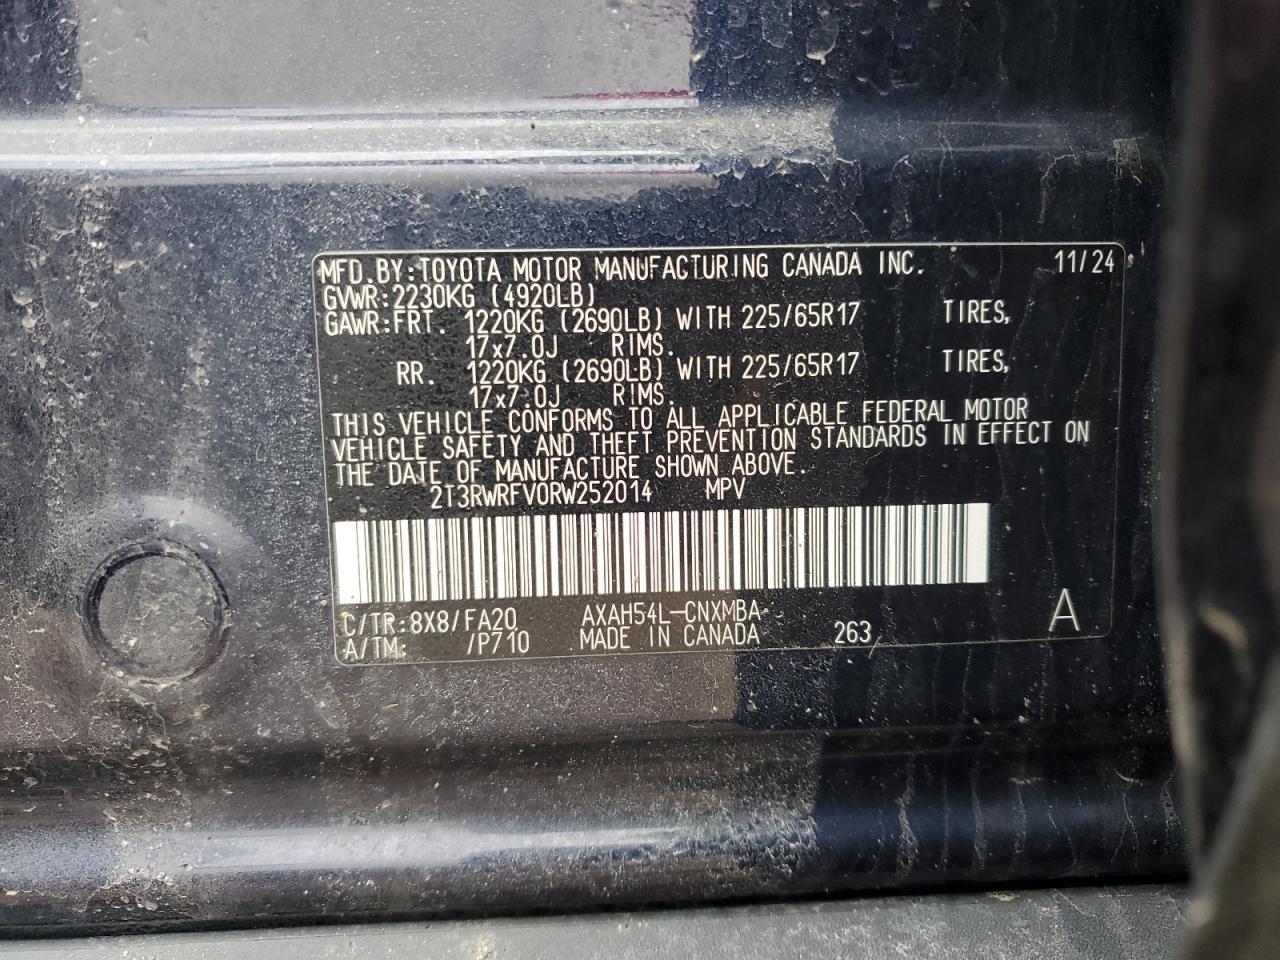 MFD.BY:TOYOTA MOTOR MANUFACTURING CANADA INC. 11/24
GVWR:2230KG (4920LB)
GAWR:FRT. 1220KG (2690LB) WITH 225/65R17 TIRES,
17x7.0J RIMS.
RR. 1220KG (2690LB) WITH 225/65R17 TIRES,
17x7.0J RIMS.
THIS VEHICLE CONFORMS TO ALL APPLICABLE FEDERAL MOTOR
VEHICLE SAFETY AND THEFT PREVENTION STANDARDS IN EFFECT ON
THE DATE OF MANUFACTURE SHOWN ABOVE.
2T3RWRFV0RW252014 MPV
C/TR:8X8/FA20 AXAH54L-CNXMBA
A/TM: /P710 MADE IN CANADA 263 A